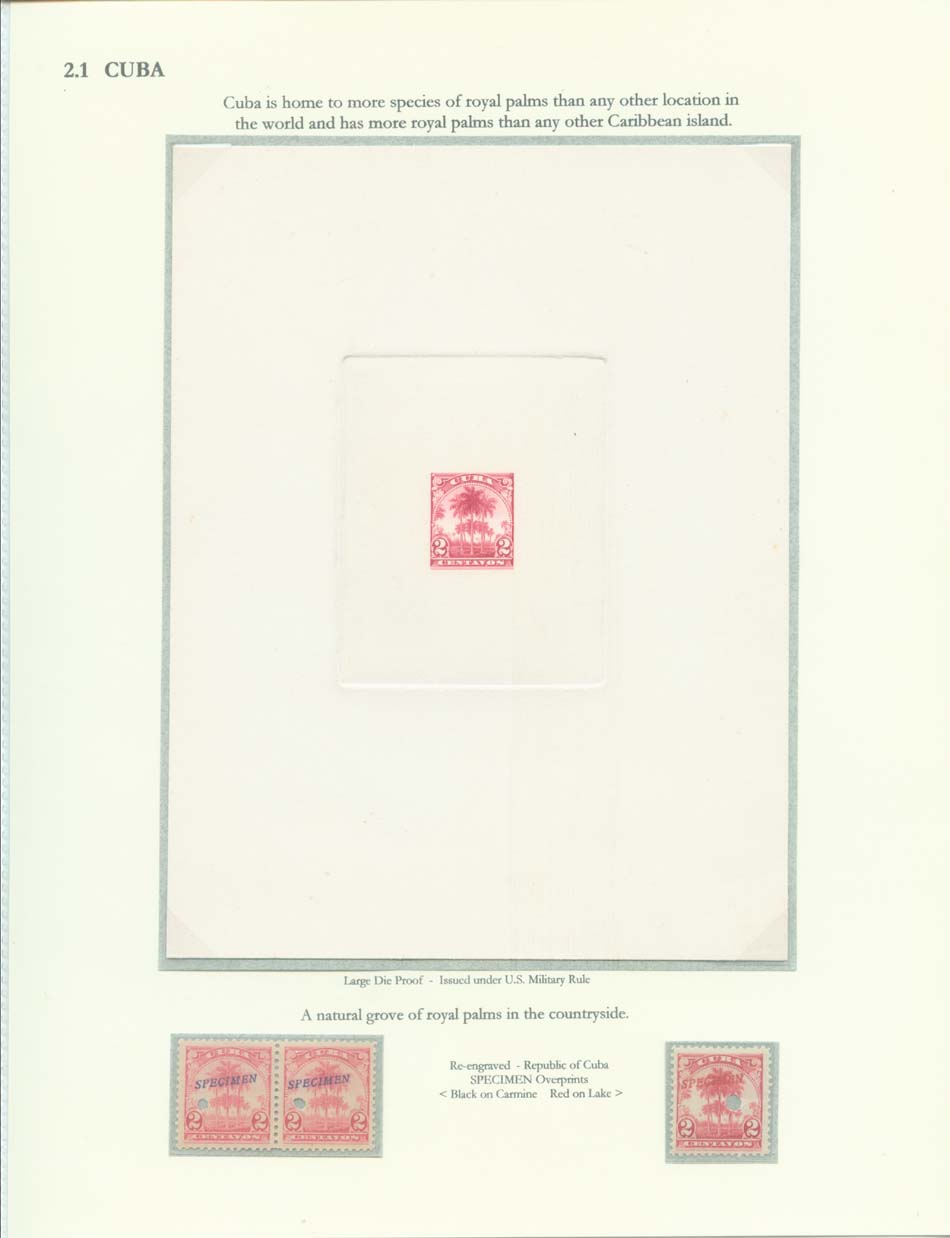 2.1 CUBA
Cuba is home to more species of royal palms than any other location in
the world and has more royal palms than any other Caribbean island.
CUBA
2 2
CENTAVOS
Large Die Proof - Issued under U.S. Military Rule
A natural grove of royal palms in the countryside.
CUBA
SPECIMEN
2 2
CENTAVOS
CUBA
SPECIMEN
2 2
CENTAVOS
Re-engraved - Republic of Cuba
SPECIMEN Overprints
< Black on Carmine Red on Lake >
CUBA
SPECIMEN
2 2
CENTAVOS